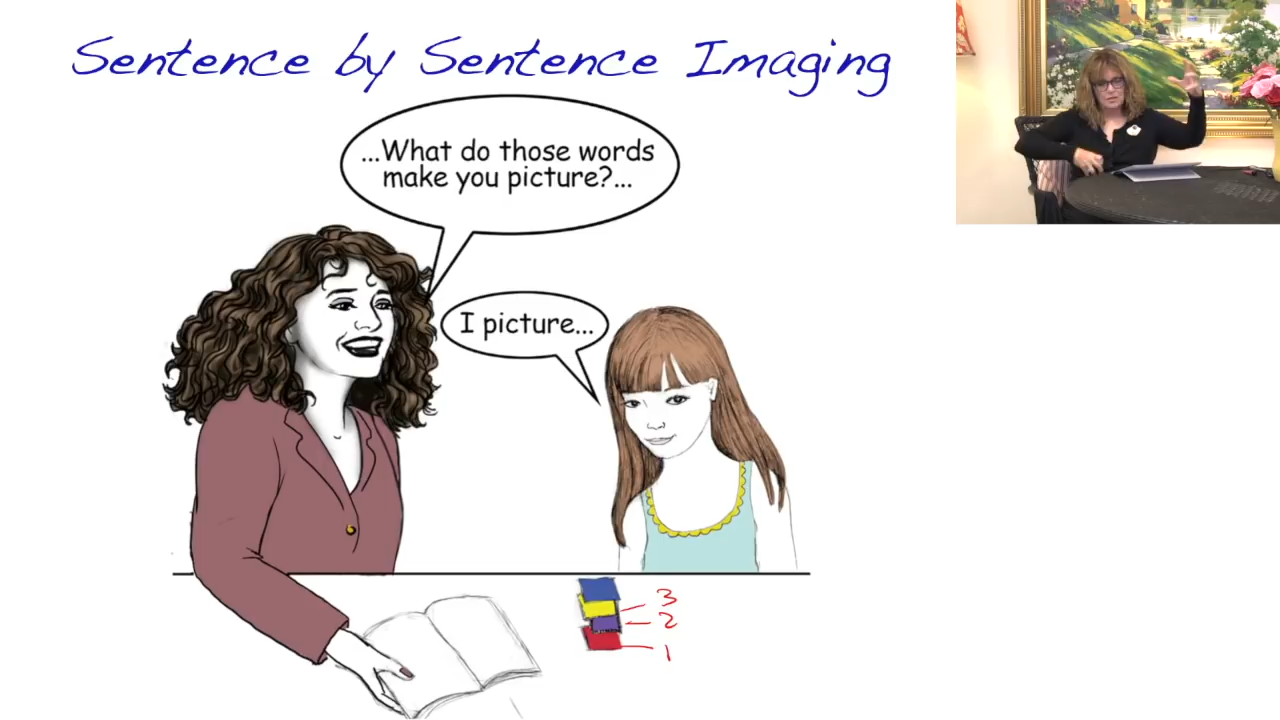 Sentence by Sentence Imaging
...What do those words
make you picture?...
I picture...
3
2
1